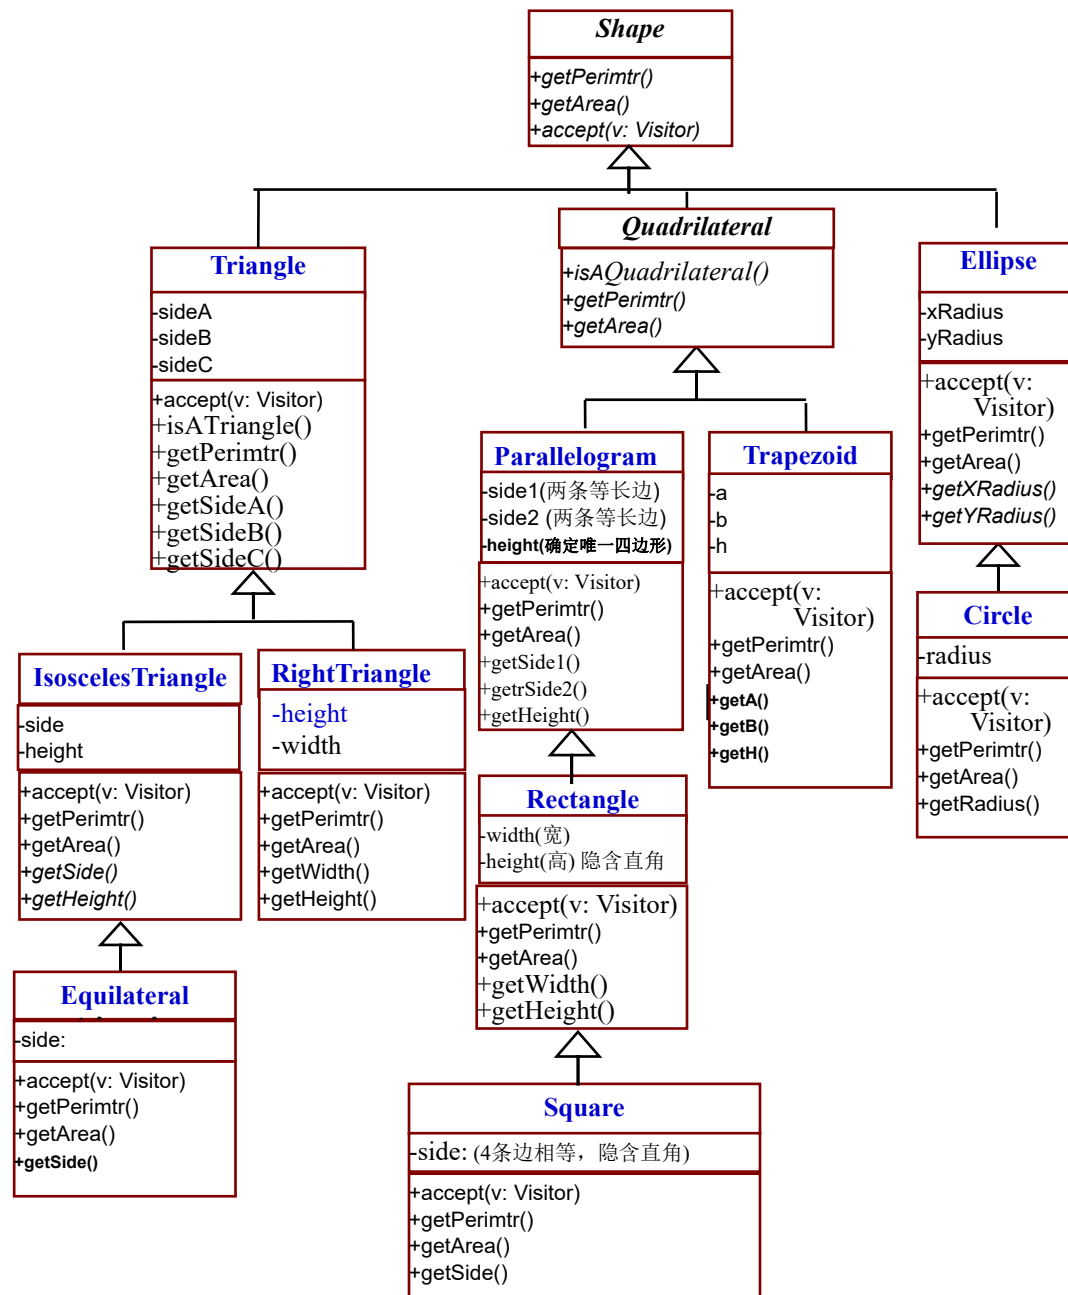 Shape
+getPerimtr()
+getArea()
+accept(v: Visitor)
Quadrilateral
+isAQuadrilateral()
+getPerimtr()
+getArea()
Triangle
-sideA
-sideB
-sideC
+accept(v: Visitor)
+isATriangle()
+getPerimtr()
+getArea()
+getSideA()
+getSideB()
+getSideC()
Ellipse
-xRadius
-yRadius
+accept(v:
Visitor)
+getPerimtr()
+getArea()
+getXRadius()
+getYRadius()
Parallelogram
-side1(两条等长边)
-side2 (两条等长边)
-height(确定唯一四边形)
+accept(v: Visitor)
+getPerimtr()
+getArea()
+getSide1()
+getrSide2()
+getHeight()
Trapezoid
-a
-b
-h
+accept(v:
Visitor)
+getPerimtr()
+getArea()
+getA()
+getB()
+getH()
Circle
-radius
+accept(v:
Visitor)
+getPerimtr()
+getArea()
+getRadius()
IsoscelesTriangle
-side
-height
+accept(v: Visitor)
+getPerimtr()
+getArea()
+getSide()
+getHeight()
RightTriangle
-height
-width
+accept(v: Visitor)
+getPerimtr()
+getArea()
+getWidth()
+getHeight()
Rectangle
-width(宽)
-height(高) 隐含直角
+accept(v: Visitor)
+getPerimtr()
+getArea()
+getWidth()
+getHeight()
Equilateral
-side:
+accept(v: Visitor)
+getPerimtr()
+getArea()
+getSide()
Square
-side: (4条边相等，隐含直角)
+accept(v: Visitor)
+getPerimtr()
+getArea()
+getSide()